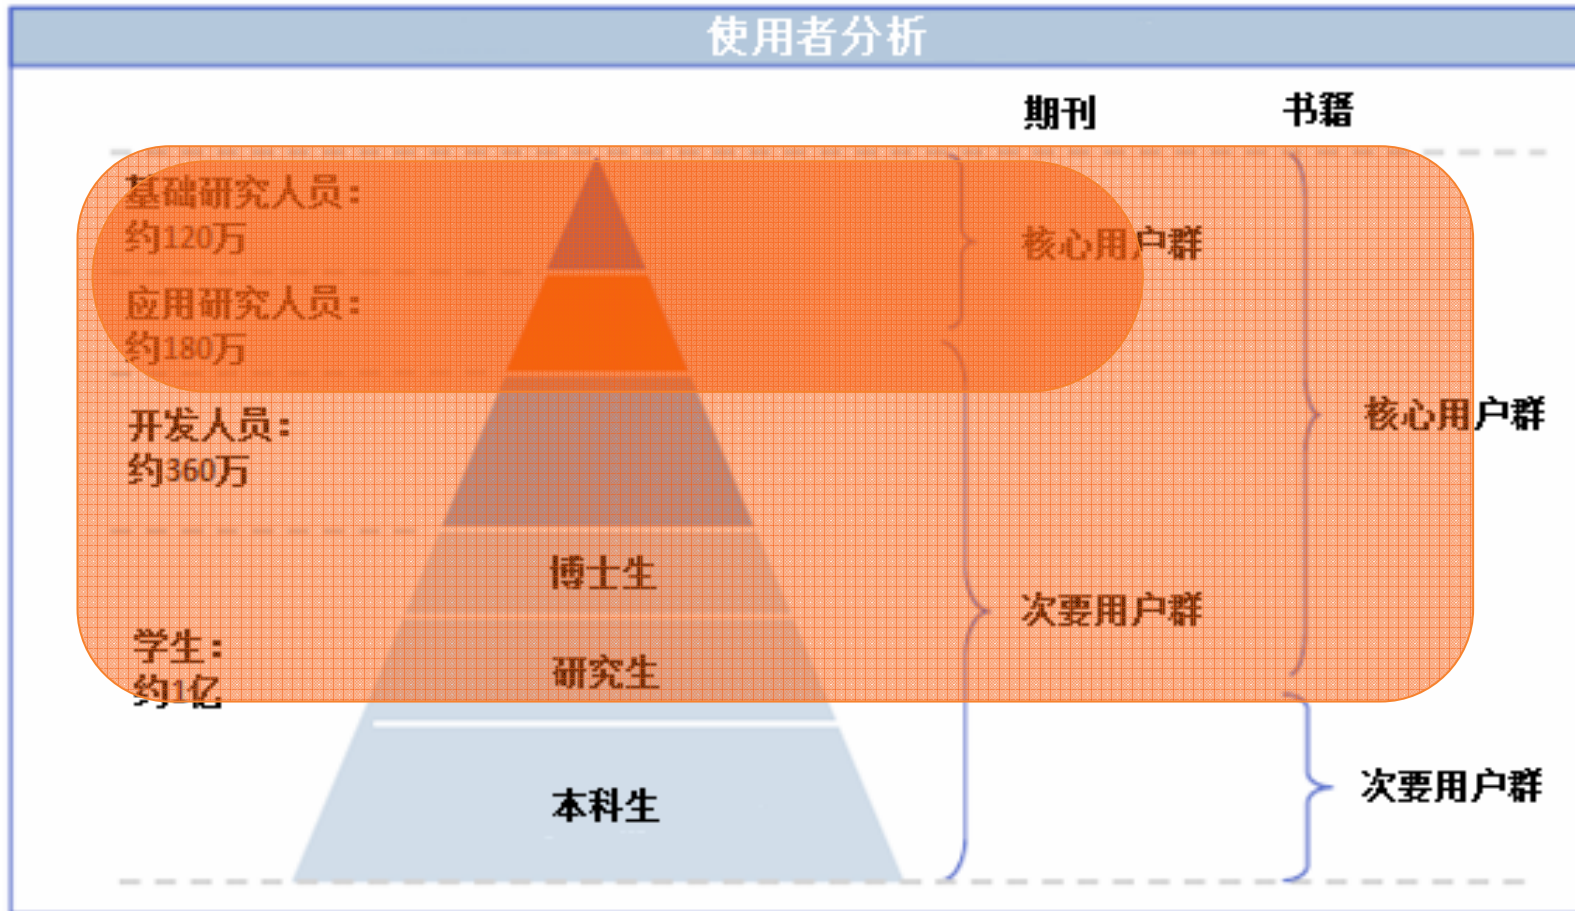 使用者分析
期刊
书籍
基础研究人员：
约120万
核心用户群
应用研究人员：
约180万
开发人员：
约360万
核心用户群
博士生
次要用户群
学生：
约1亿
研究生
本科生
次要用户群